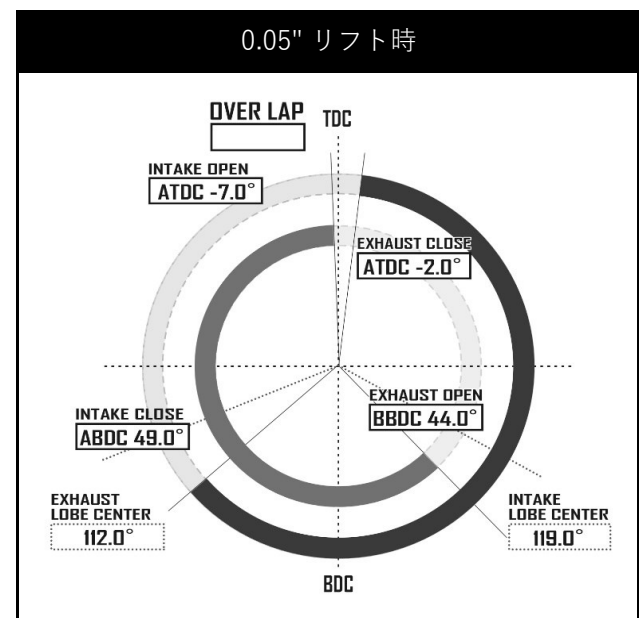 0.05" リフト時
OVER LAP
TDC
INTAKE OPEN
ATDC -7.0°
EXHAUST CLOSE
ATDC -2.0°
EXHAUST OPEN
BBDC 44.0°
INTAKE CLOSE
ABDC 49.0°
EXHAUST
LOBE CENTER
112.0°
INTAKE
LOBE CENTER
119.0°
BDC